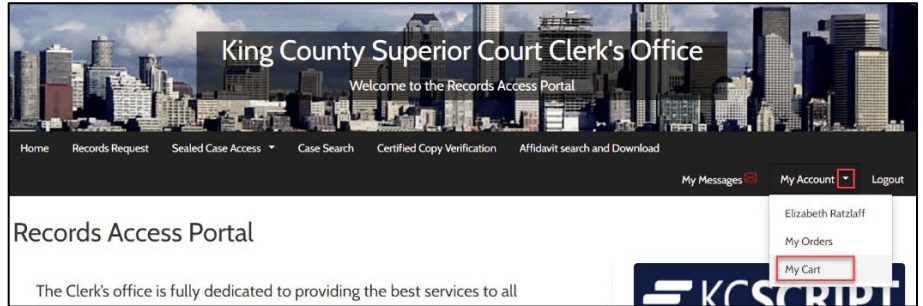 King County Superior Court Clerk's Office
Welcome to the Records Access Portal
Home Records Request Sealed Case Access Case Search Certified Copy Verification Affidavit search and Download
My Messages My Account Logout
Elizabeth Ratzlaff
My Orders
My Cart
Records Access Portal
The Clerk's office is fully dedicated to providing the best services to all
KCSCRIPT